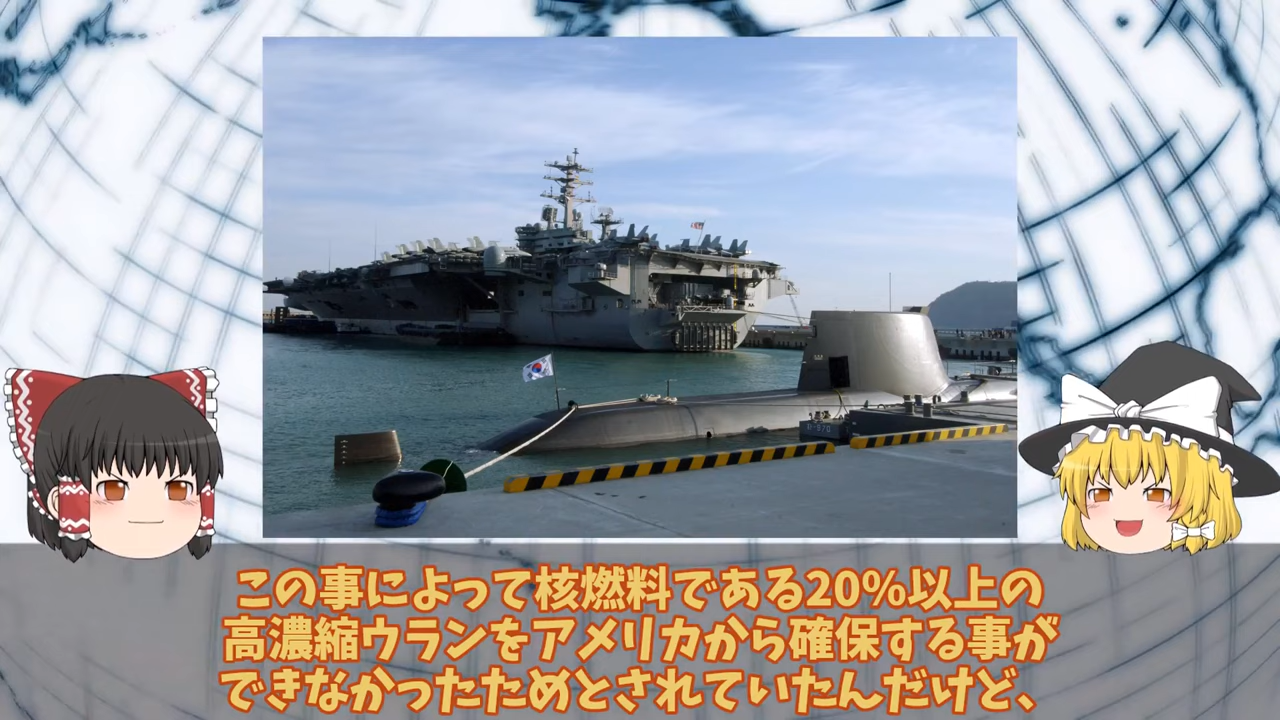 この事によって核燃料である20%以上の
高濃縮ウランをアメリカから確保する事が
できなかったためとされていたんだけど、